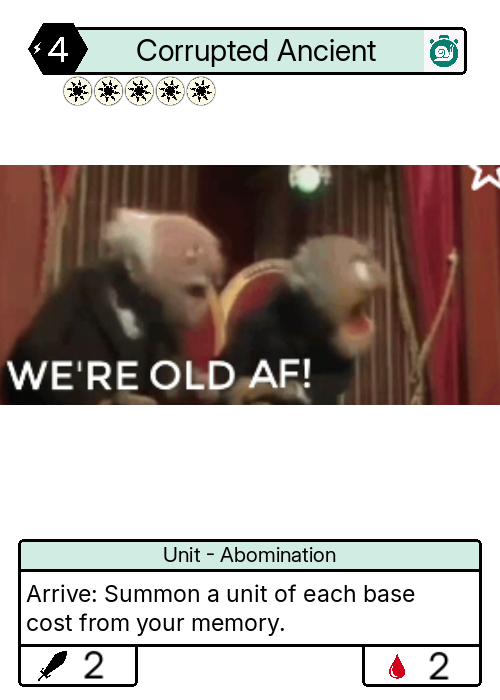 4
Corrupted Ancient
WE'RE OLD AF!
Unit - Abomination
Arrive: Summon a unit of each base
cost from your memory.
2
2